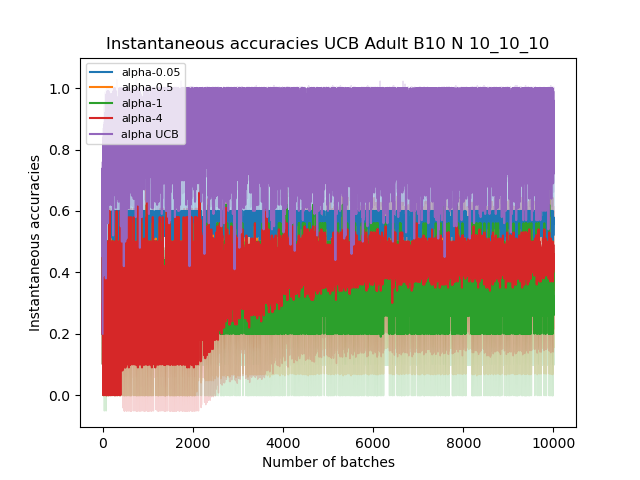 Instantaneous accuracies UCB Adult B10 N 10_10_10
alpha-0.05
alpha-0.5
alpha-1
alpha-4
alpha UCB
1.0
0.8
0.6
0.4
0.2
0.0
Instantaneous accuracies
0 2000 4000 6000 8000 10000
Number of batches